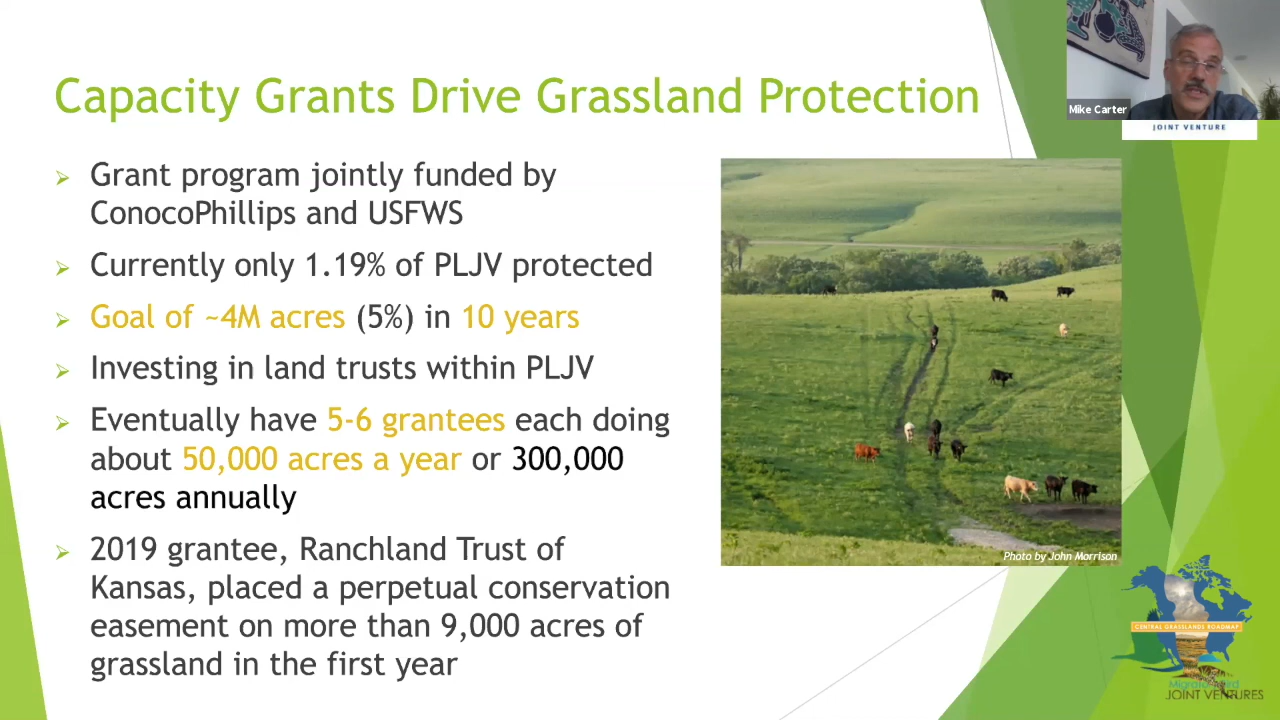 Capacity Grants Drive Grassland Protection
Mike Carter
JOINT VENTURE
Grant program jointly funded by
ConocoPhillips and USFWS
Currently only 1.19% of PLJV protected
Goal of ~4M acres (5%) in 10 years
Investing in land trusts within PLJV
Eventually have 5-6 grantees each doing
about 50,000 acres a year or 300,000
acres annually
2019 grantee, Ranchland Trust of
Kansas, placed a perpetual conservation
easement on more than 9,000 acres of
grassland in the first year
Photo by John Morrison
CENTRAL GRASSLANDS ROADMAP
Migratory Bird
JOINT VENTURES